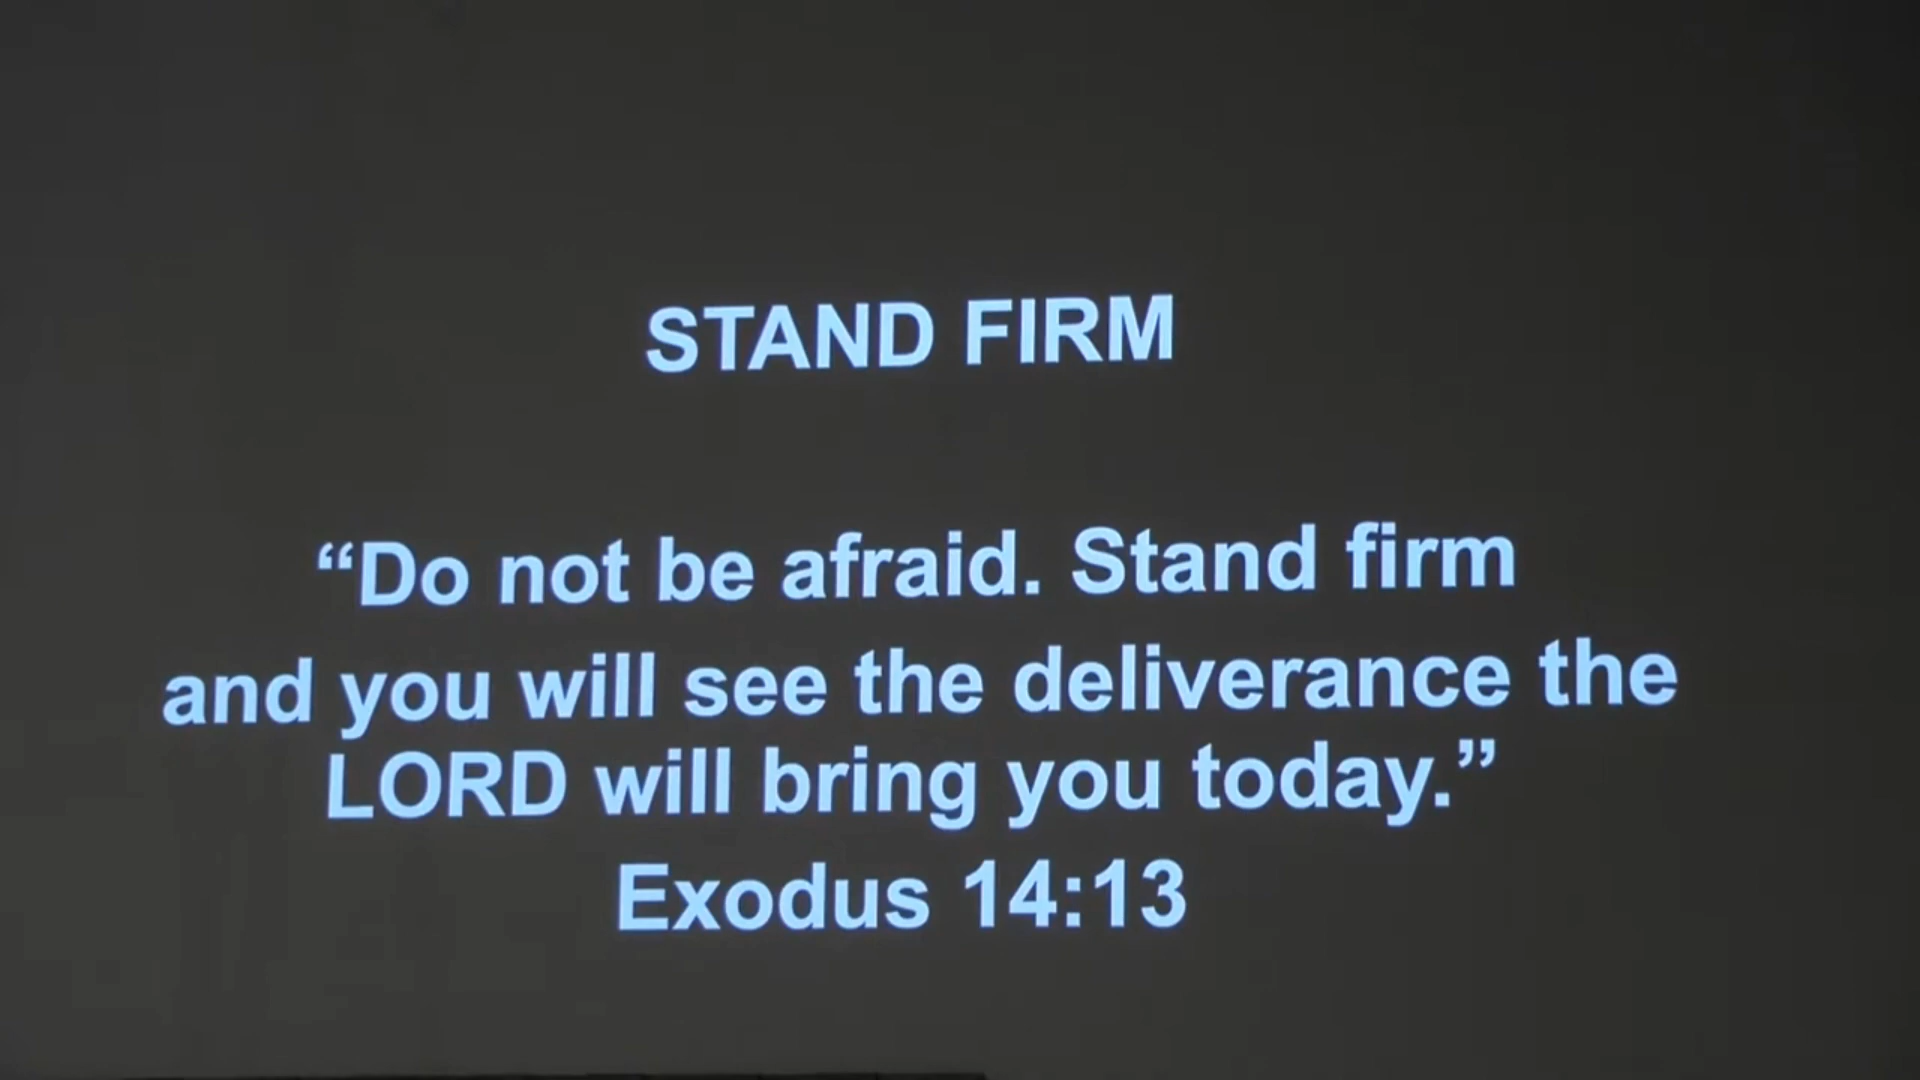 STAND FIRM
“Do not be afraid. Stand firm
and you will see the deliverance the
LORD will bring you today.”
Exodus 14:13